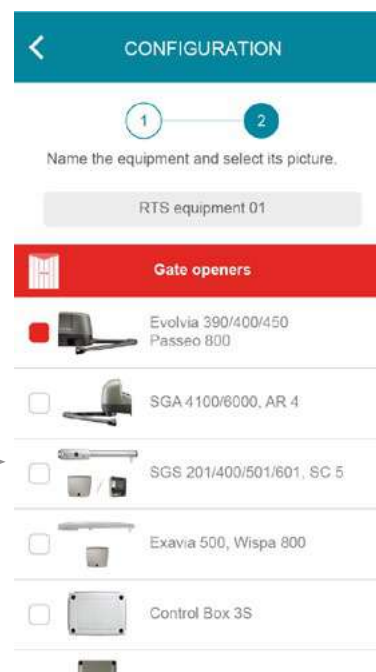 CONFIGURATION
1 2
Name the equipment and select its picture.
RTS equipment 01
Gate openers
Evolvia 390/400/450
Passeo 800
SGA 4100/6000, AR 4
SGS 201/400/501/601, SC 5
Exavia 500, Wispa 800
Control Box 3S